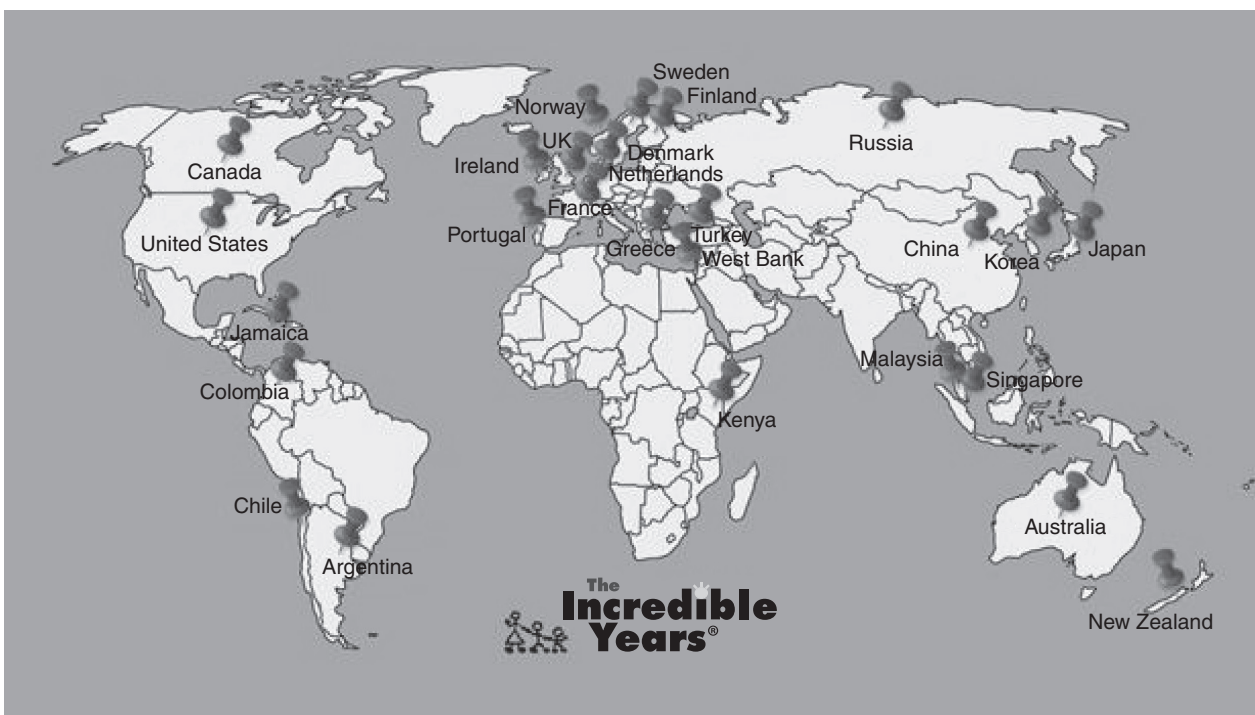 Sweden
Norway
Finland
UK
Russia
Canada
Ireland
Denmark
Netherlands
France
United States
Portugal
Greece
Turkey
West Bank
China
Korea
Japan
Jamaica
Colombia
Malaysia
Singapore
Kenya
Chile
Argentina
Australia
New Zealand
The
Incredible
Years®